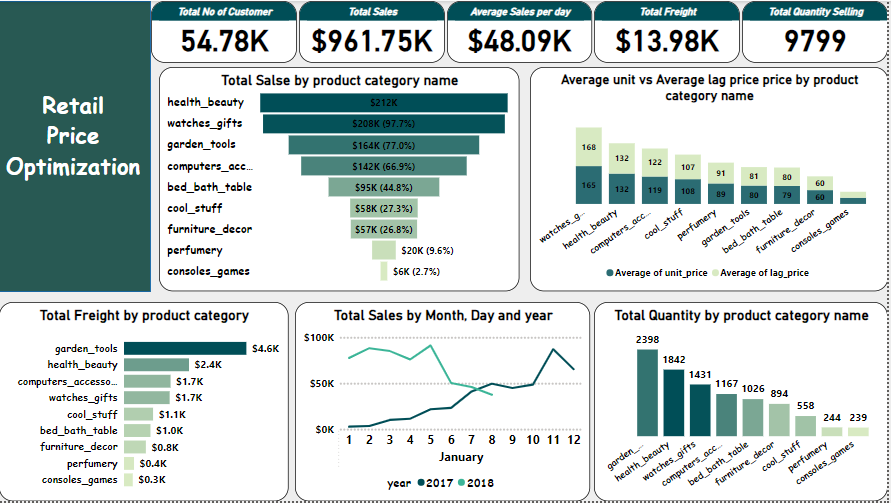 Retail
Price
Optimization
Total No of Customer
54.78K
Total Sales
$961.75K
Average Sales per day
$48.09K
Total Freight
$13.98K
Total Quantity Selling
9799
Total Salse by product category name
health_beauty $212K
watches_gifts $208K (97.7%)
garden_tools $164K (77.0%)
computers_acc... $142K (66.9%)
bed_bath_table $95K (44.8%)
cool_stuff $58K (27.3%)
furniture_decor $57K (26.8%)
perfumery $20K (9.6%)
consoles_games $6K (2.7%)
Average unit vs Average lag price price by product
category name
168 132 122 107 91 81 80 60
165 132 119 108 89 80 79 60
watches_g... health_beauty computers_acc... cool_stuff perfumery garden_tools bed_bath_table furniture_decor consoles_games
Average of unit_price Average of lag_price
Total Freight by product category
garden_tools $4.6K
health_beauty $2.4K
computers_accesso... $1.7K
watches_gifts $1.7K
cool_stuff $1.1K
bed_bath_table $1.0K
furniture_decor $0.8K
perfumery $0.4K
consoles_games $0.3K
Total Sales by Month, Day and year
$100K
$50K
$0K
1 2 3 4 5 6 7 8 9 10 11 12
January
year 2017 2018
Total Quantity by product category name
2398 1842 1431 1167 1026 894 558 244 239
garden_... health_beauty watches_gifts computers_acc... bed_bath_table furniture_decor cool_stuff perfumery consoles_games